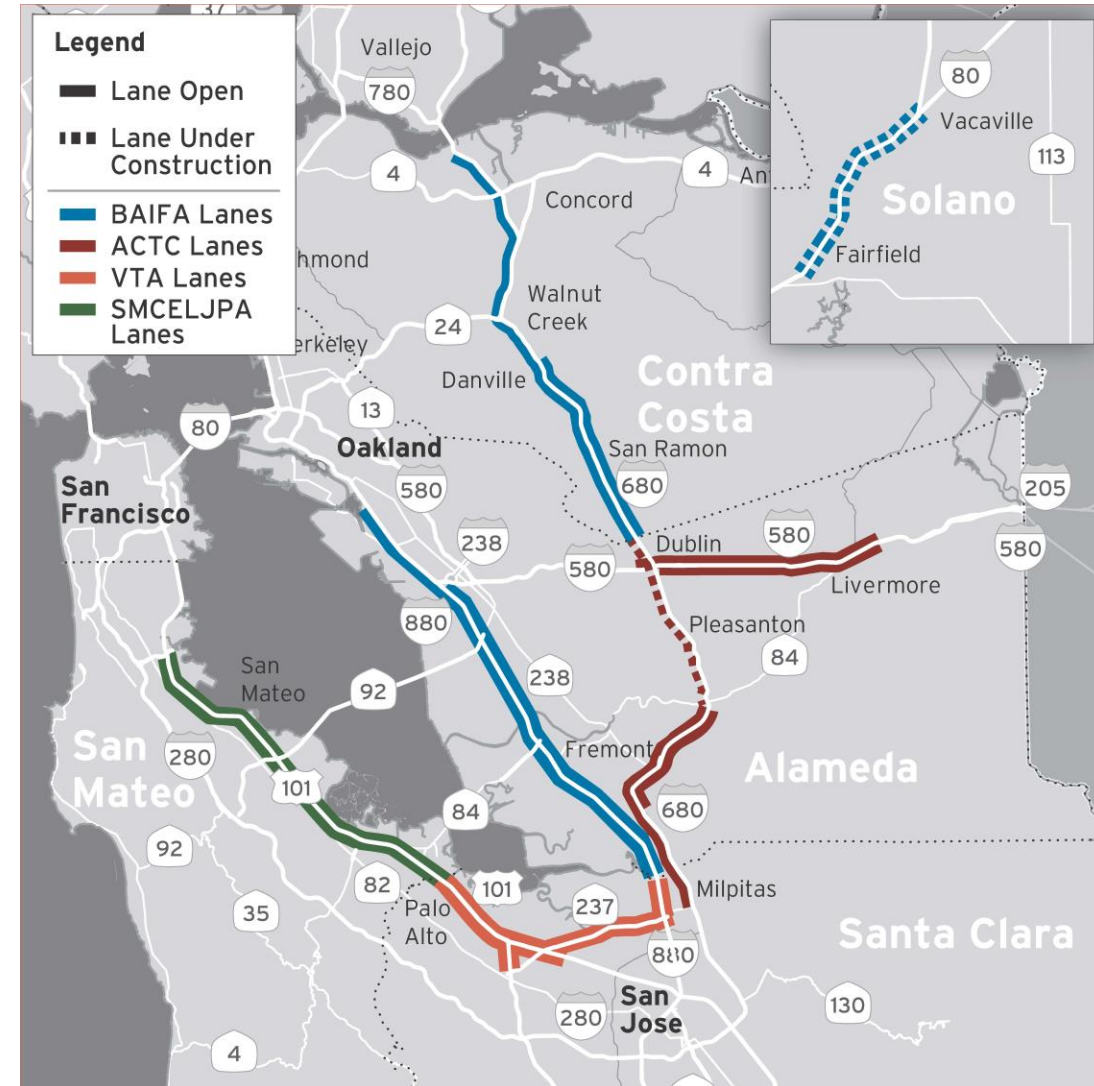 37
Legend
Lane Open
Lane Under
Construction
BAIFA Lanes
ACTC Lanes
VTA Lanes
SMCELJPA
Lanes
Vallejo
780
4
4
Concord
hmond
Walnut
Creek
24
erkeley
Danville
Contra
Costa
13
80
Oakland
San Ramon
680
580
San
Francisco
238
Dublin
580
205
580
580
Livermore
880
Pleasanton
84
San
Mateo
92
238
Fremont
San
Mateo
280
101
Alameda
680
84
92
82
101
Milpitas
Palo
Alto
237
35
880
Santa Clara
San
Jose
280
130
4
80
Vacaville
113
Solano
Fairfield